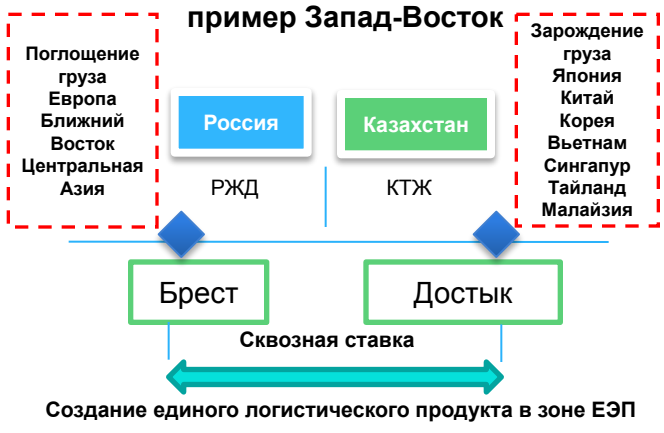 пример Запад-Восток
Поглощение
груза
Европа
Ближний
Восток
Центральная
Азия
Россия
Казахстан
Зарождение
груза
Япония
Китай
Корея
Вьетнам
Сингапур
Тайланд
Малайзия
РЖД
КТЖ
Брест
Достык
Сквозная ставка
Создание единого логистического продукта в зоне ЕЭП